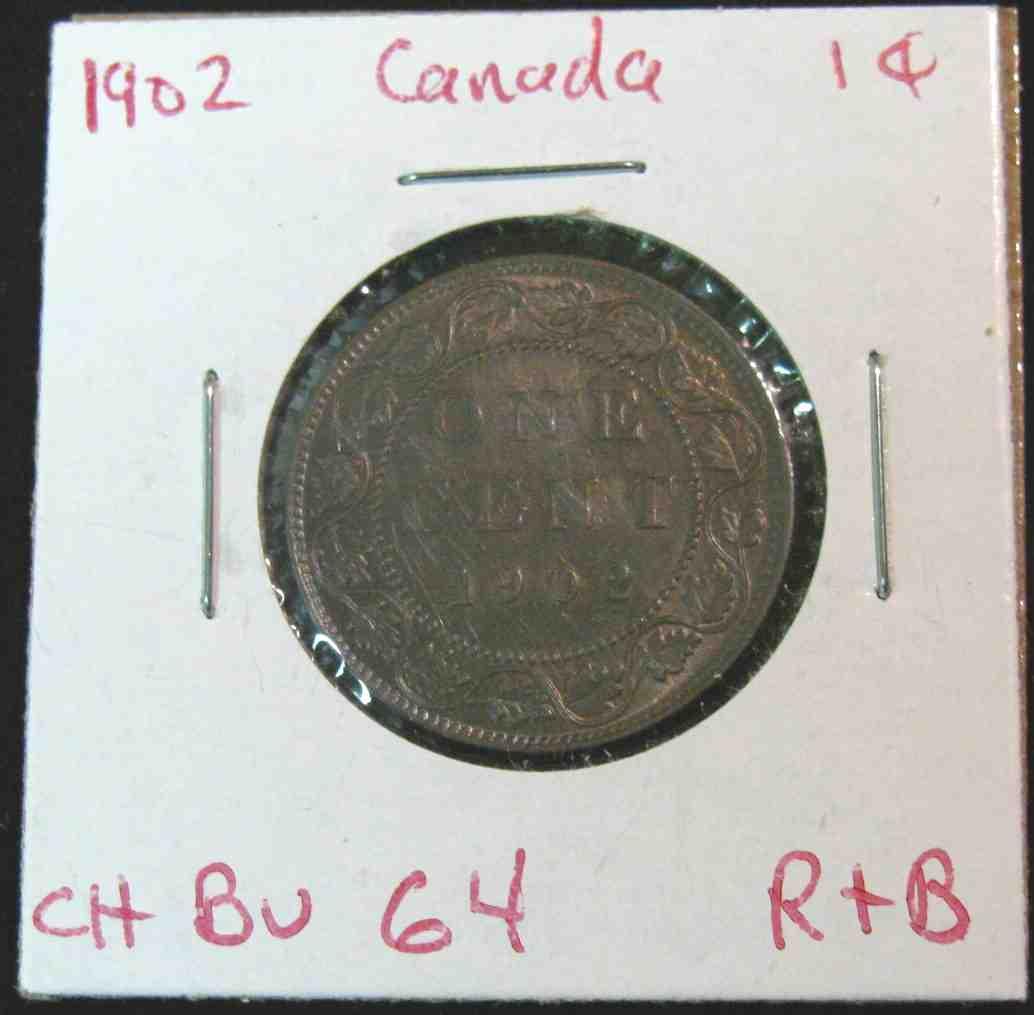 1902 Canada 1¢
ONE
CENT
1902
CH BU 64 R+B